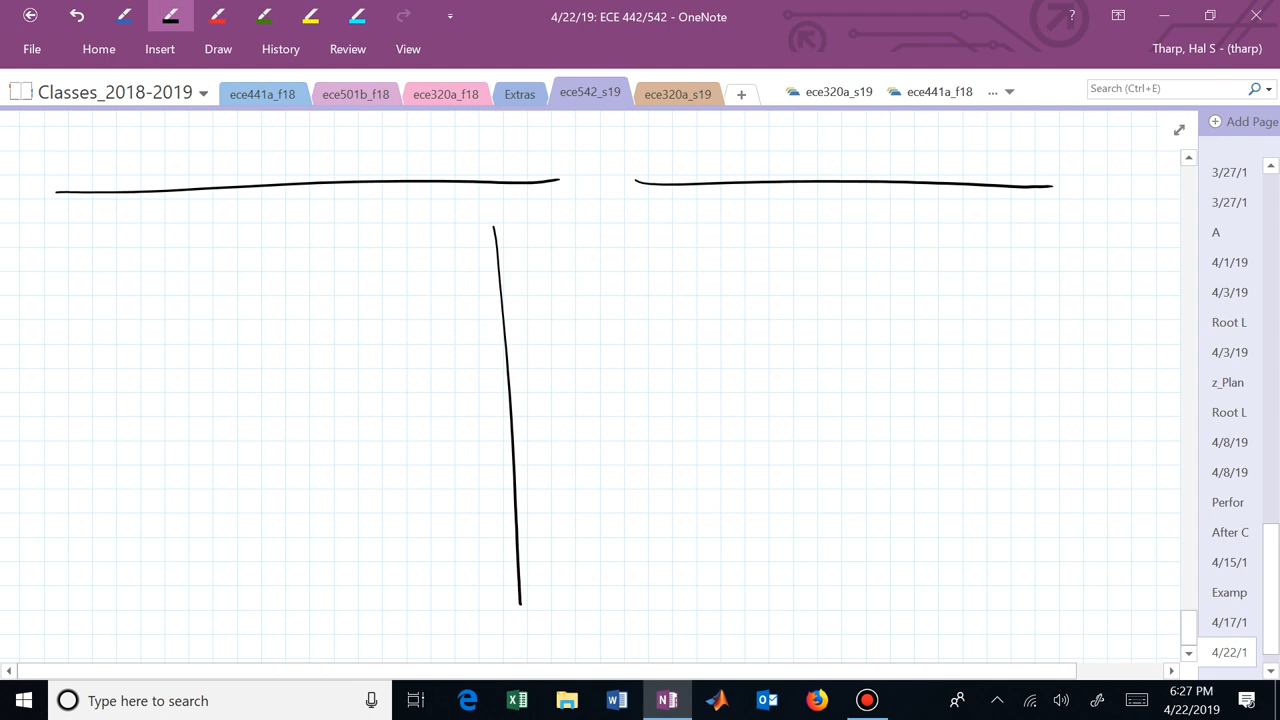 4/22/19: ECE 442/542 - OneNote
?
File
Home
Insert
Draw
History
Review
View
Tharp, Hal S - (tharp)
Classes_2018-2019
ece441a_f18
ece501b_f18
ece320a_f18
Extras
ece542_s19
ece320a_s19
+
ece320a_s19
ece441a_f18
...
Search (Ctrl+E)
Add Page
3/27/1
3/27/1
A
4/1/19
4/3/19
Root L
4/3/19
z_Plan
Root L
4/8/19
4/8/19
Perfor
After C
4/15/1
Examp
4/17/1
4/22/1
Type here to search
6:27 PM
4/22/2019